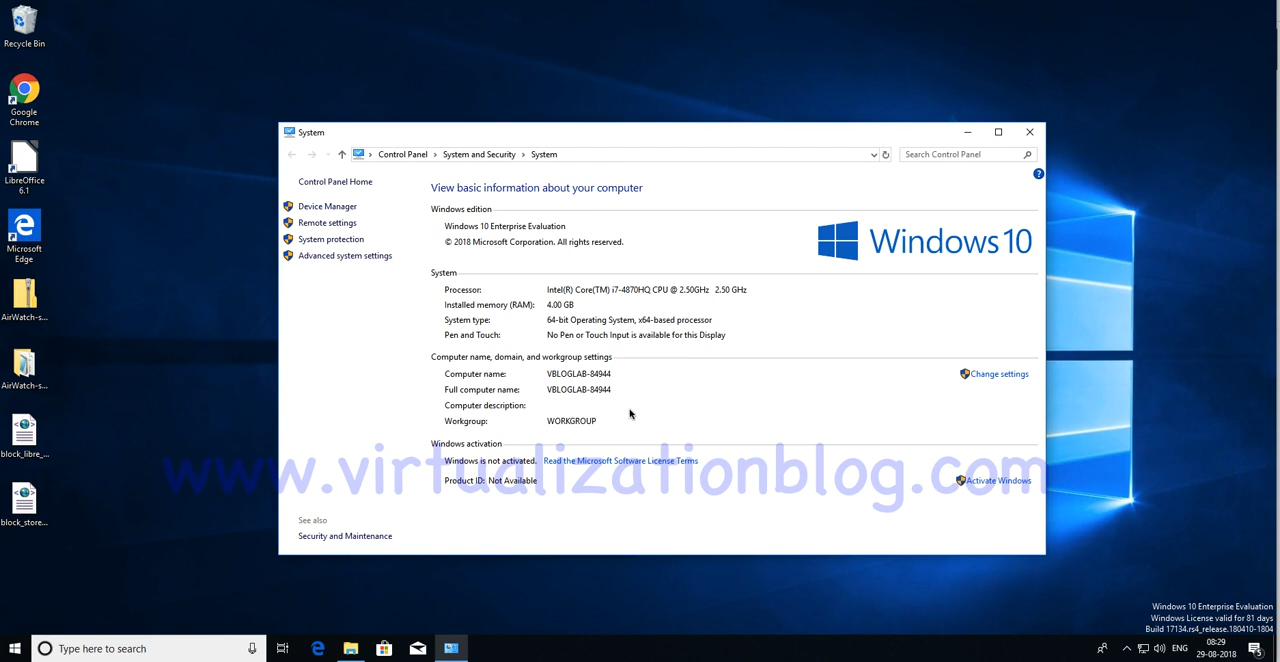 Recycle Bin
Google
Chrome
LibreOffice
6.1
Microsoft
Edge
AirWatch-s...
AirWatch-s...
block_libre_...
block_store...
System
Control Panel › System and Security › System
Search Control Panel
Control Panel Home
Device Manager
Remote settings
System protection
Advanced system settings
See also
Security and Maintenance
View basic information about your computer
Windows edition
Windows 10 Enterprise Evaluation
© 2018 Microsoft Corporation. All rights reserved.
Windows 10
System
Processor: Intel(R) Core(TM) i7-4870HQ CPU @ 2.50GHz 2.50 GHz
Installed memory (RAM): 4.00 GB
System type: 64-bit Operating System, x64-based processor
Pen and Touch: No Pen or Touch Input is available for this Display
Computer name, domain, and workgroup settings
Computer name: VBLOGLAB-84944
Change settings
Full computer name: VBLOGLAB-84944
Computer description:
Workgroup: WORKGROUP
Windows activation
Windows is not activated. Read the Microsoft Software License Terms
Product ID: Not Available
Activate Windows
www.virtualizationblog.com
Windows 10 Enterprise Evaluation
Windows License valid for 81 days
Build 17134.rs4_release.180410-1804
Type here to search
ENG
08:29
29-08-2018
5